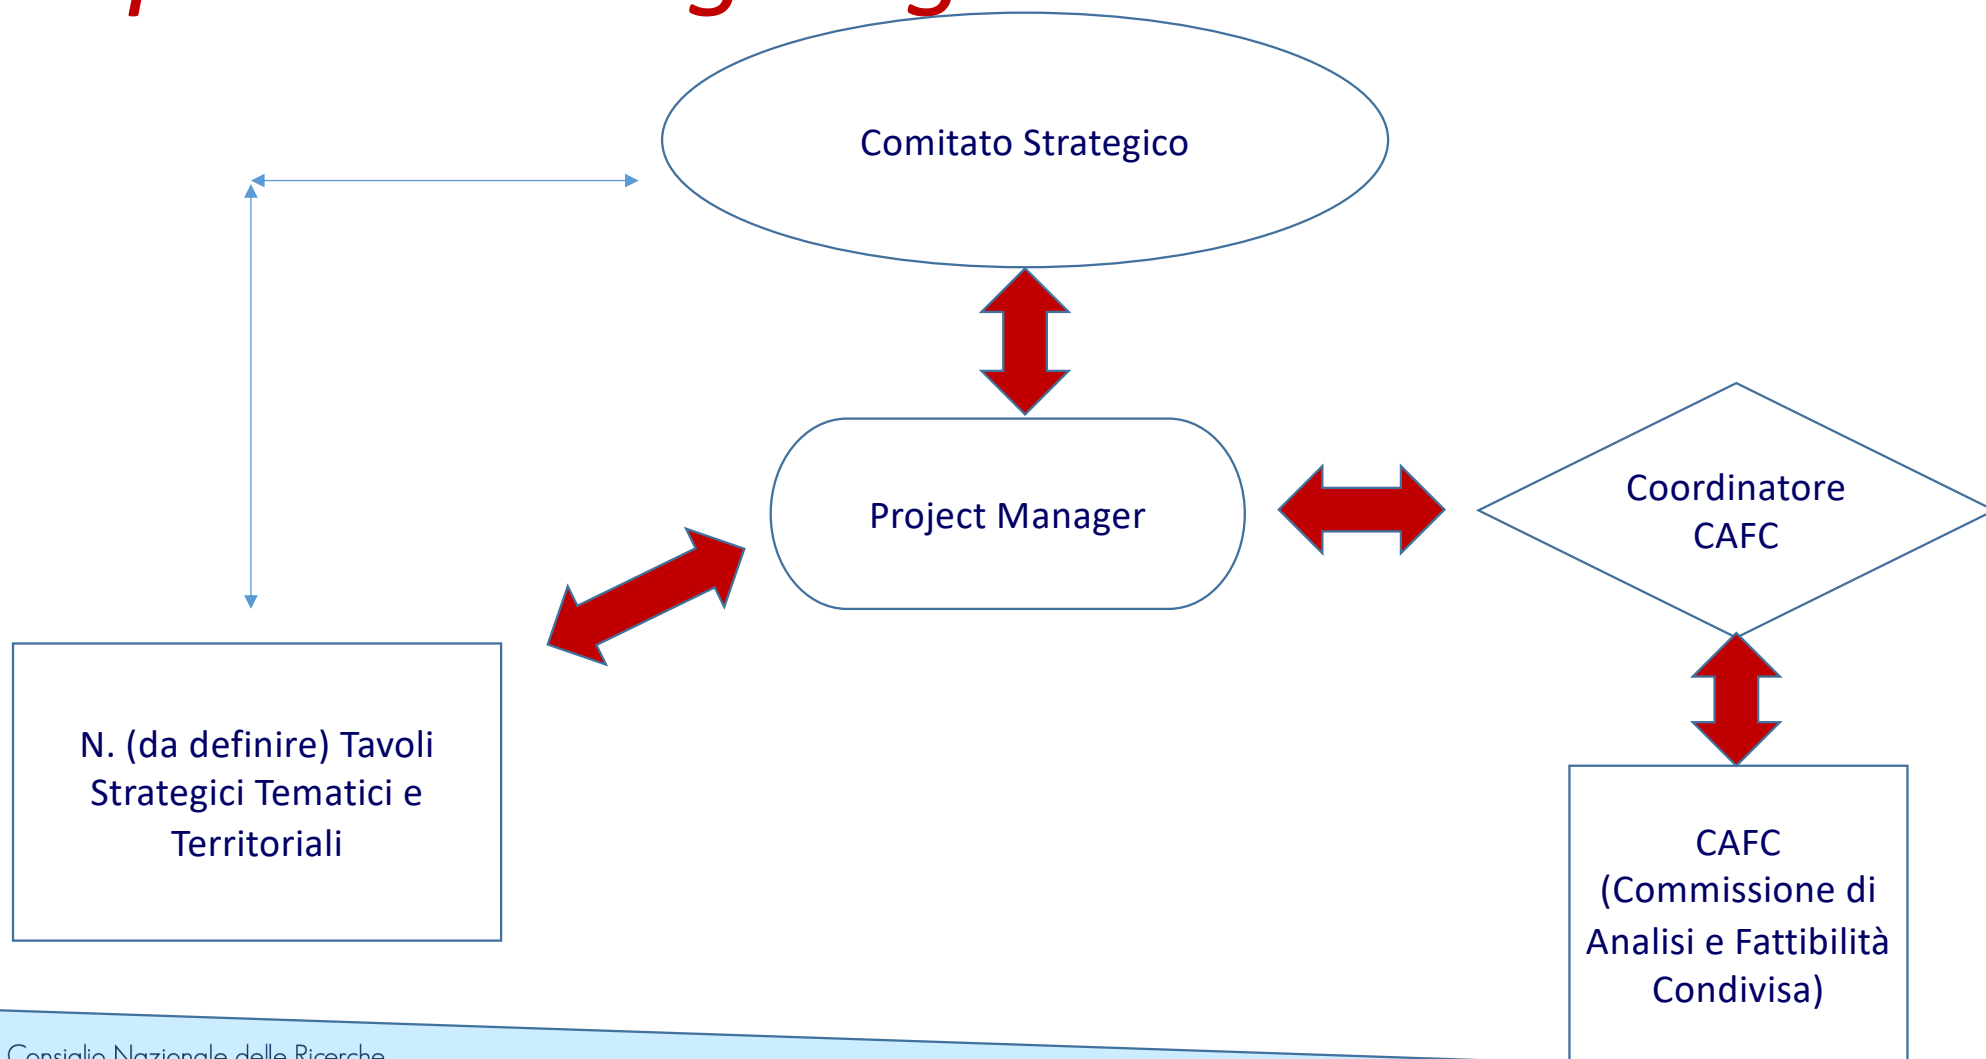 Comitato Strategico
Project Manager
Coordinatore
CAFC
N. (da definire) Tavoli
Strategici Tematici e
Territoriali
CAFC
(Commissione di
Analisi e Fattibilità
Condivisa)
Consiglio Nazionale delle Ricerche